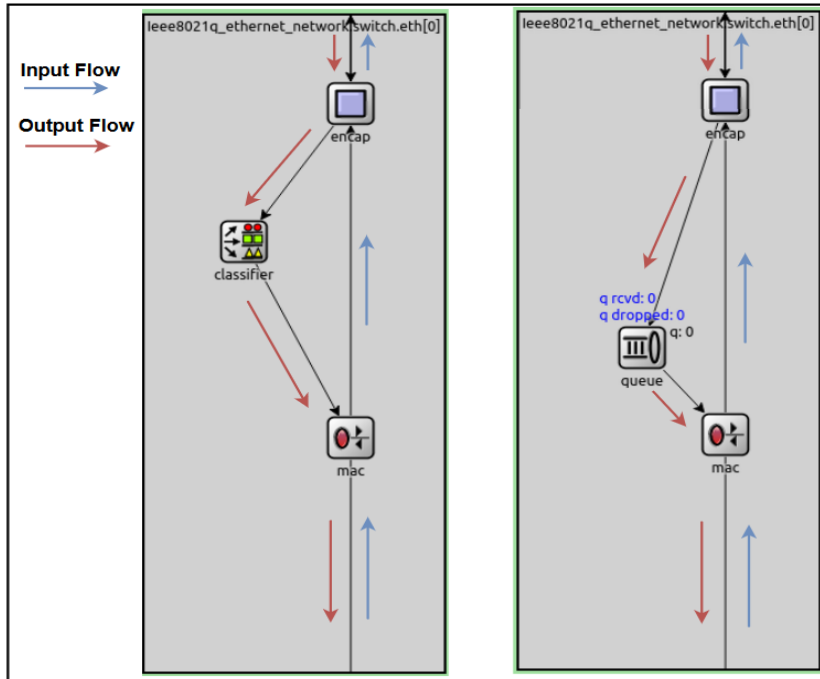 Input Flow
Output Flow
Ieee8021q_ethernet_network.switch.eth[0]
encap
classifier
mac
Ieee8021q_ethernet_network.switch.eth[0]
encap
q rcvd: 0
q dropped: 0
q: 0
queue
mac